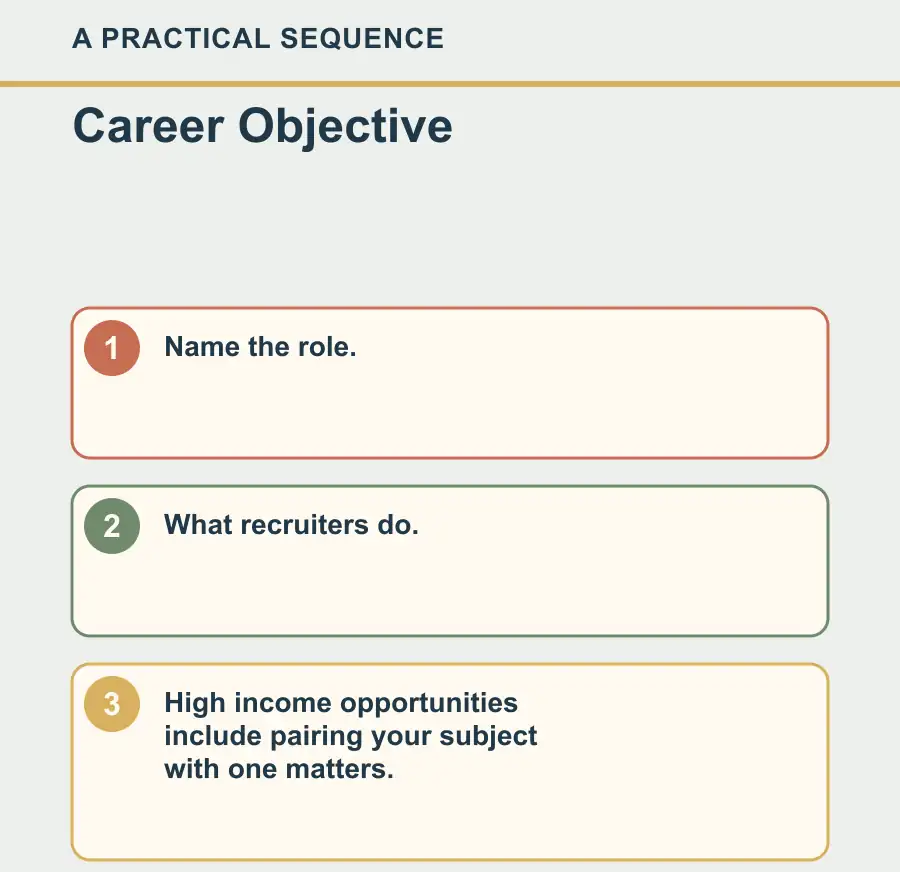 A PRACTICAL SEQUENCE
Career Objective
1
Name the role.
2
What recruiters do.
3
High income opportunities
include pairing your subject
with one matters.